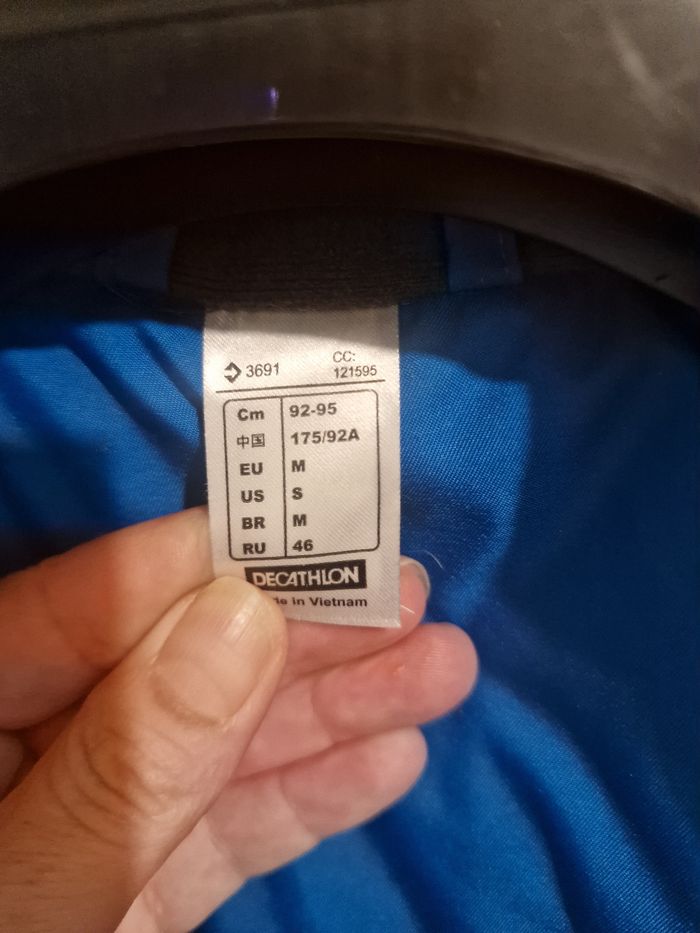 3691 CC: 121595
Cm 92-95
中国 175/92A
EU M
US S
BR M
RU 46
DECATHLON
in Vietnam